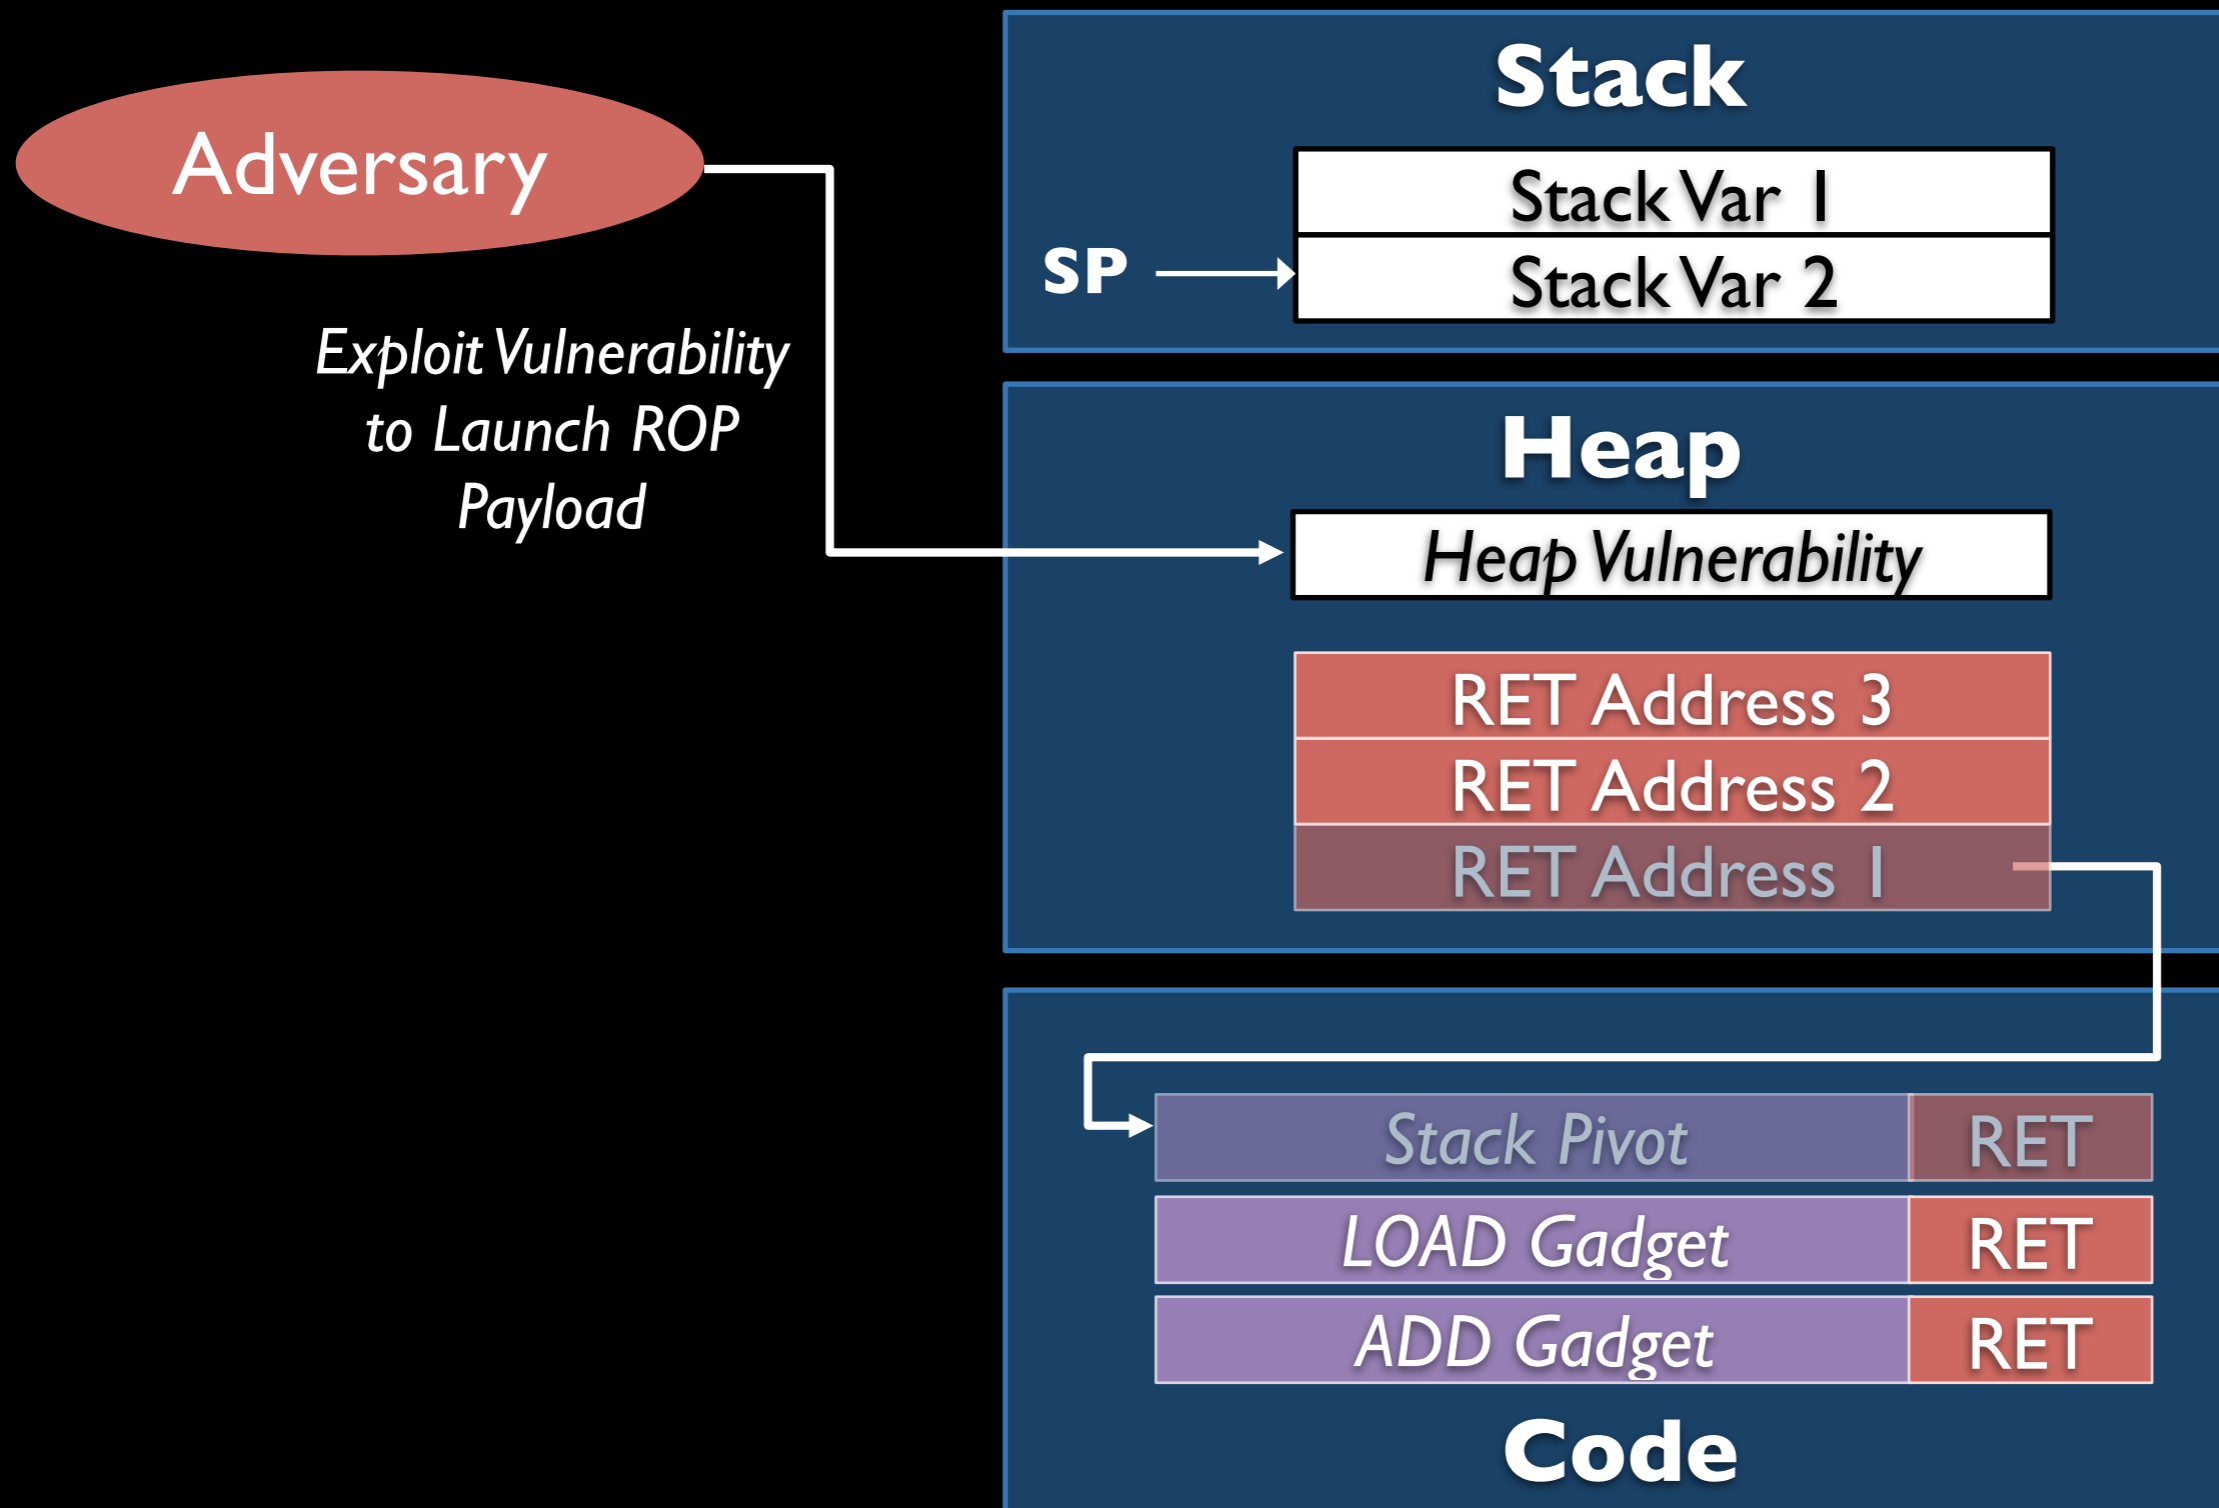 Adversary
Exploit Vulnerability
to Launch ROP
Payload
Stack
Stack Var 1
SP
Stack Var 2
Heap
Heap Vulnerability
RET Address 3
RET Address 2
RET Address 1
Stack Pivot RET
LOAD Gadget RET
ADD Gadget RET
Code